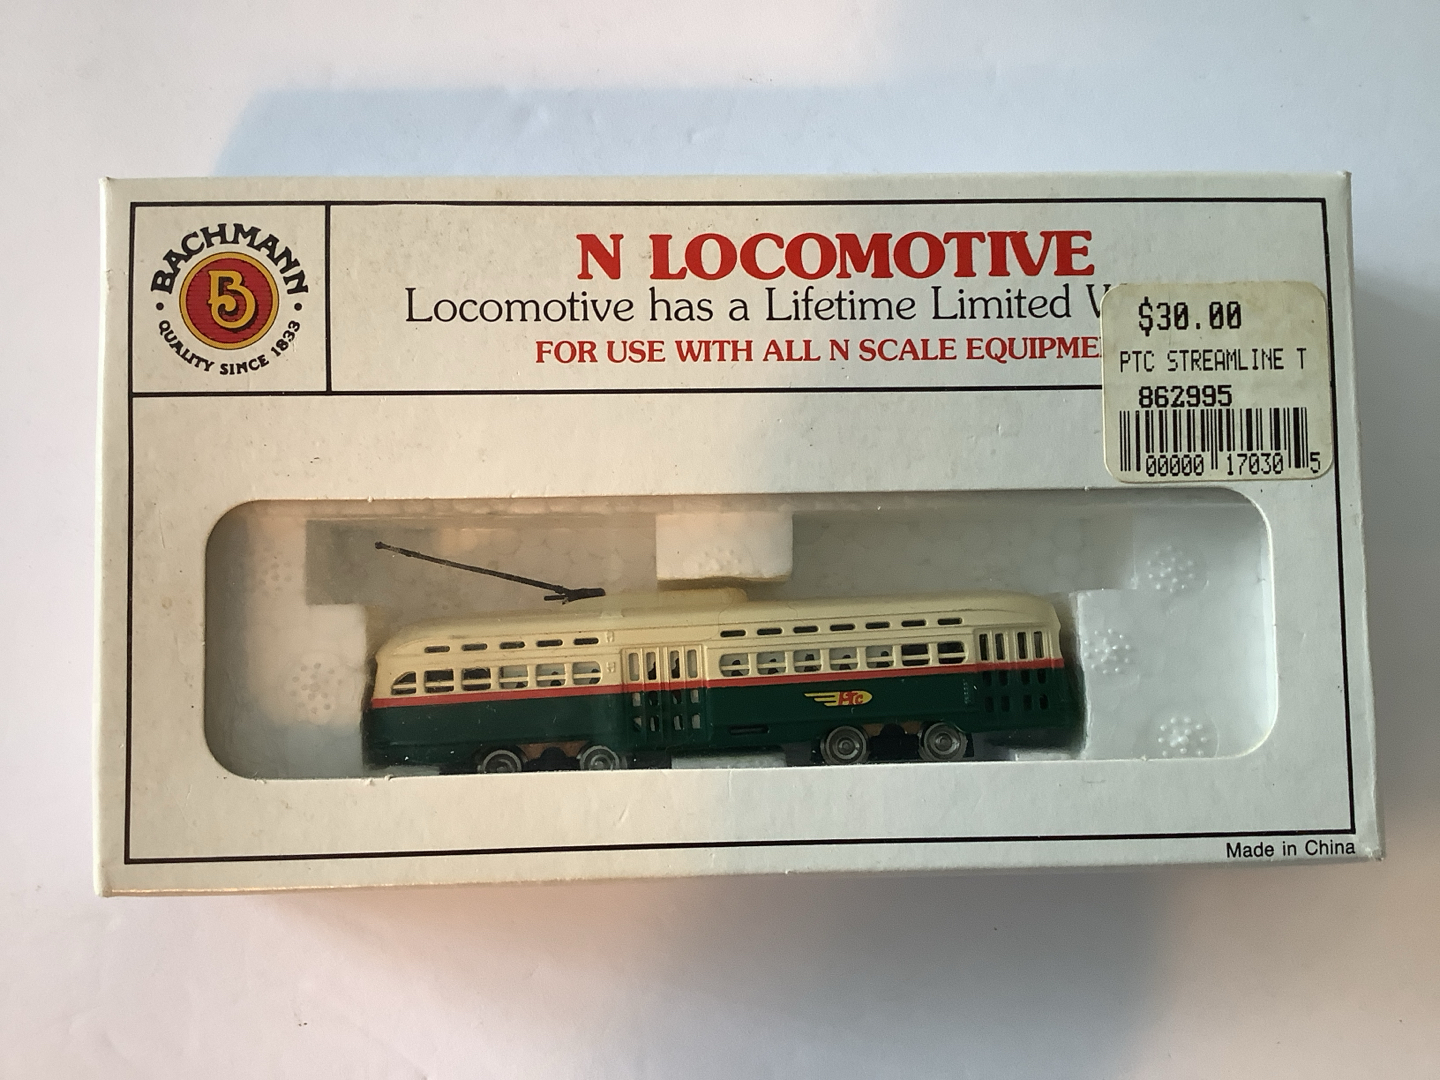 BACHMANN
B
QUALITY SINCE 1833
N LOCOMOTIVE
Locomotive has a Lifetime Limited
FOR USE WITH ALL N SCALE
$30.00
PTC STREAMLINE T
862995
00000 17030 5
PTC
Made in China